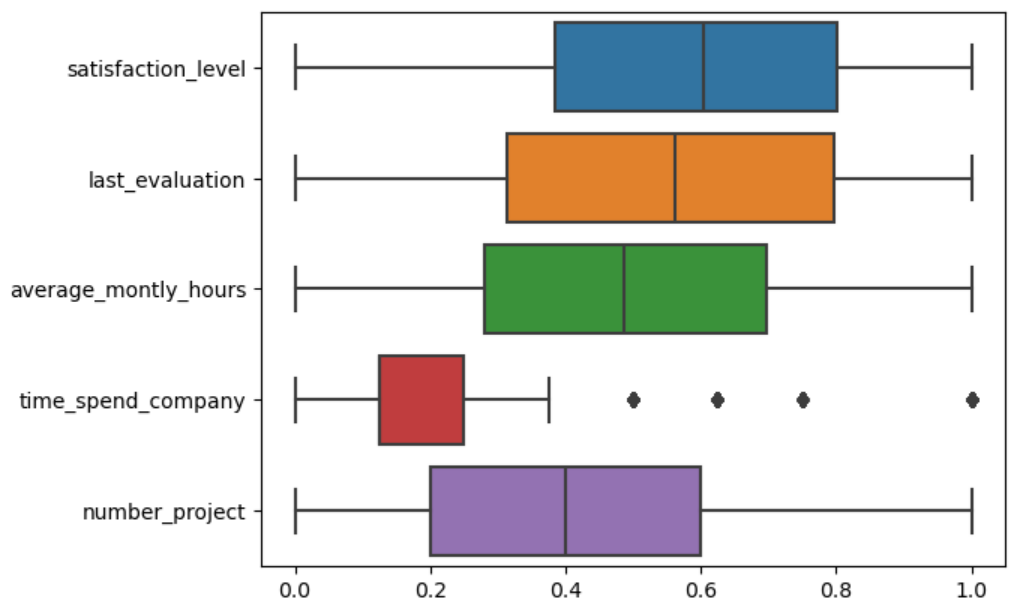 satisfaction_level
last_evaluation
average_montly_hours
time_spend_company
number_project
0.0 0.2 0.4 0.6 0.8 1.0